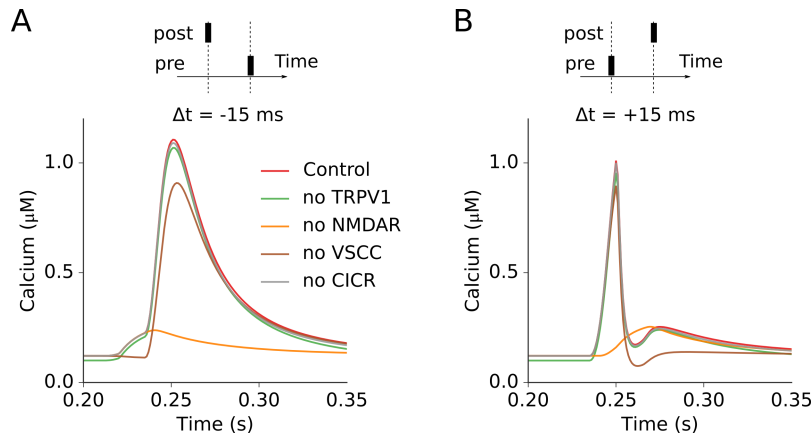 A
post
pre
Time
Δt = -15 ms
Calcium (μM)
1.0
0.5
0.0
0.20
0.25
0.30
0.35
Time (s)
Control
no TRPV1
no NMDAR
no VSCC
no CICR
B
post
pre
Time
Δt = +15 ms
Calcium (μM)
1.0
0.5
0.0
0.20
0.25
0.30
0.35
Time (s)